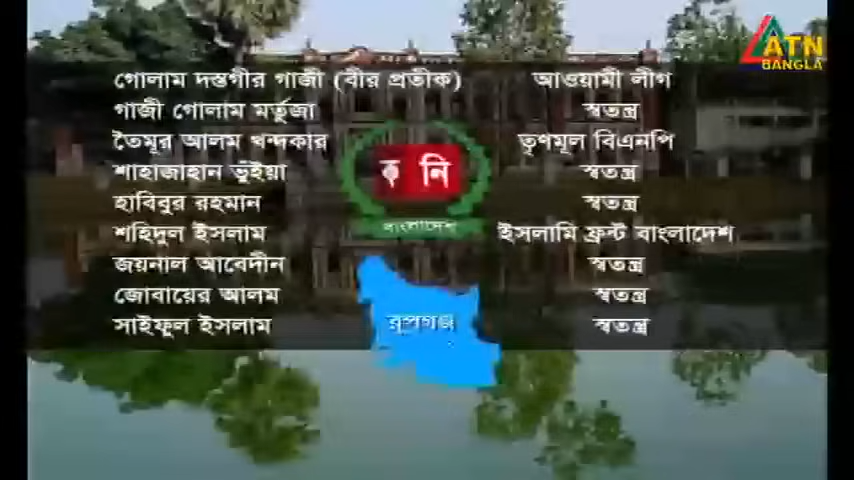 ATN
BANGLA
গোলাম দস্তগীর গাজী (বীর প্রতীক) আওয়ামী লীগ
গাজী গোলাম মর্তুজা স্বতন্ত্র
তৈমূর আলম খন্দকার তৃণমূল বিএনপি
শাহাজাহান ভুঁইয়া স্বতন্ত্র
হাবিবুর রহমান স্বতন্ত্র
শহিদুল ইসলাম ইসলামি ফ্রন্ট বাংলাদেশ
জয়নাল আবেদীন স্বতন্ত্র
জোবায়ের আলম স্বতন্ত্র
সাইফুল ইসলাম স্বতন্ত্র
নি
বাংলাদেশ
রূপগঞ্জ